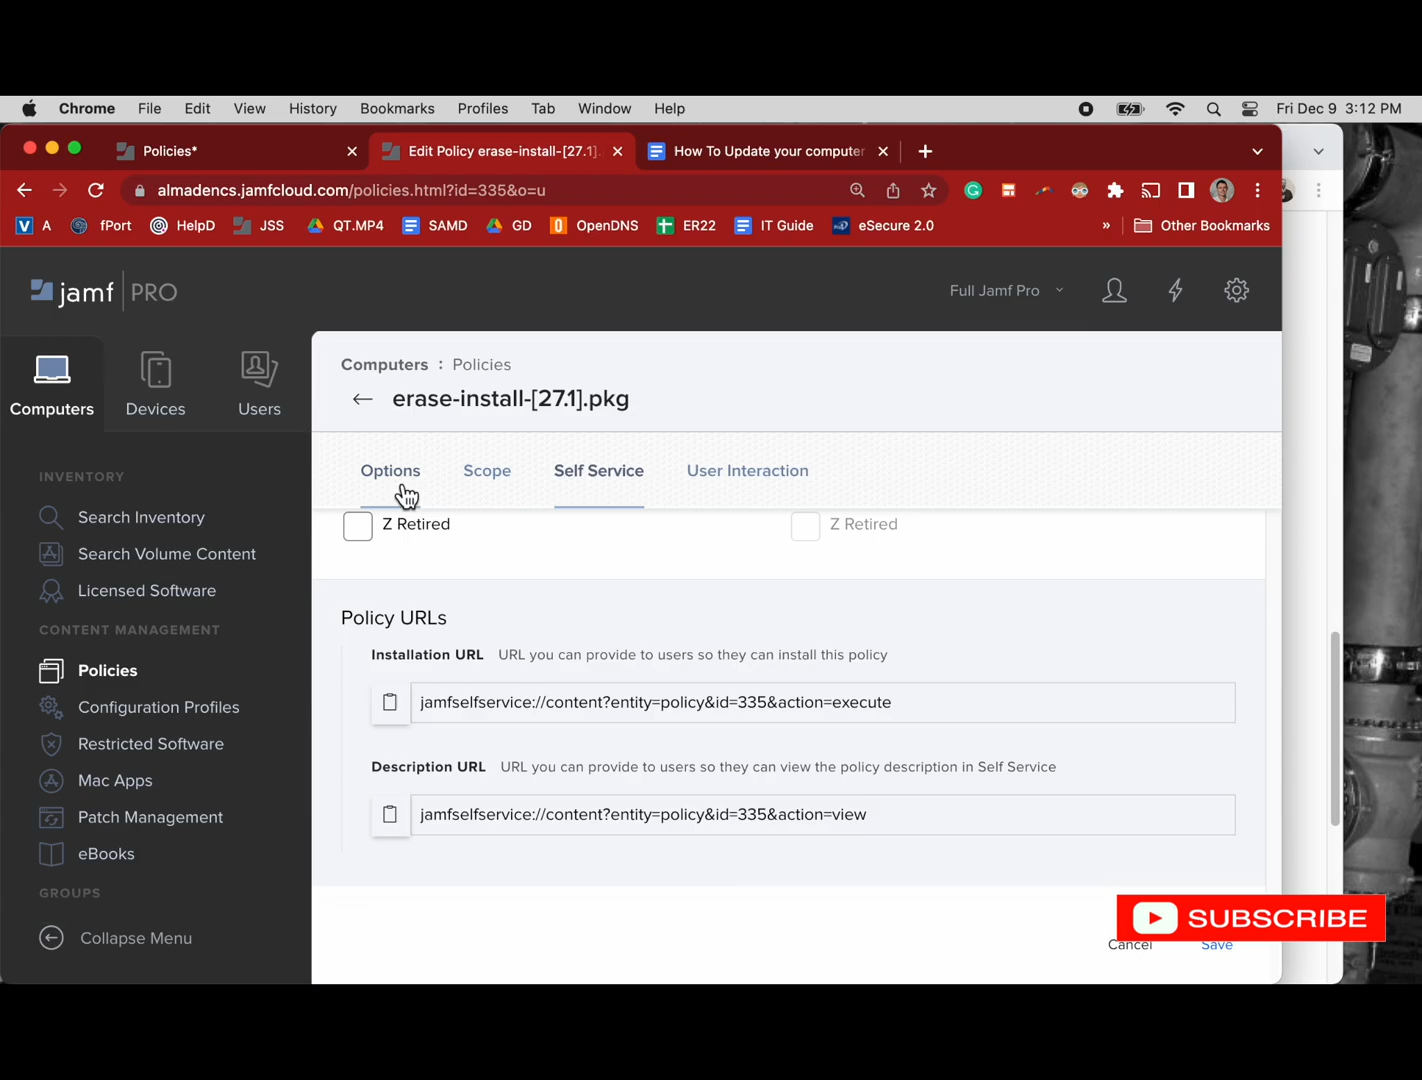 Chrome File Edit View History Bookmarks Profiles Tab Window Help Fri Dec 9 3:12 PM
Policies* Edit Policy erase-install-[27.1]. How To Update your computer
almadencs.jamfcloud.com/policies.html?id=335&o=u
V A fPort HelpD JSS QT.MP4 SAMD GD OpenDNS ER22 IT Guide eSecure 2.0 » Other Bookmarks
jamf PRO Full Jamf Pro
Computers Devices Users
Computers : Policies
← erase-install-[27.1].pkg
Options Scope Self Service User Interaction
INVENTORY
Search Inventory
Search Volume Content
Licensed Software
CONTENT MANAGEMENT
Policies
Configuration Profiles
Restricted Software
Mac Apps
Patch Management
eBooks
GROUPS
Collapse Menu
Z Retired Z Retired
Policy URLs
Installation URL URL you can provide to users so they can install this policy
jamfselfservice://content?entity=policy&id=335&action=execute
Description URL URL you can provide to users so they can view the policy description in Self Service
jamfselfservice://content?entity=policy&id=335&action=view
SUBSCRIBE
Cancel Save